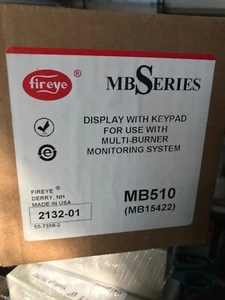 fireye
MBSERIES
DISPLAY WITH KEYPAD
FOR USE WITH
MULTI-BURNER
MONITORING SYSTEM
FIREYE ®
DERRY, NH
MADE IN USA
2132-01
55-7358-2
MB510
(MB15422)